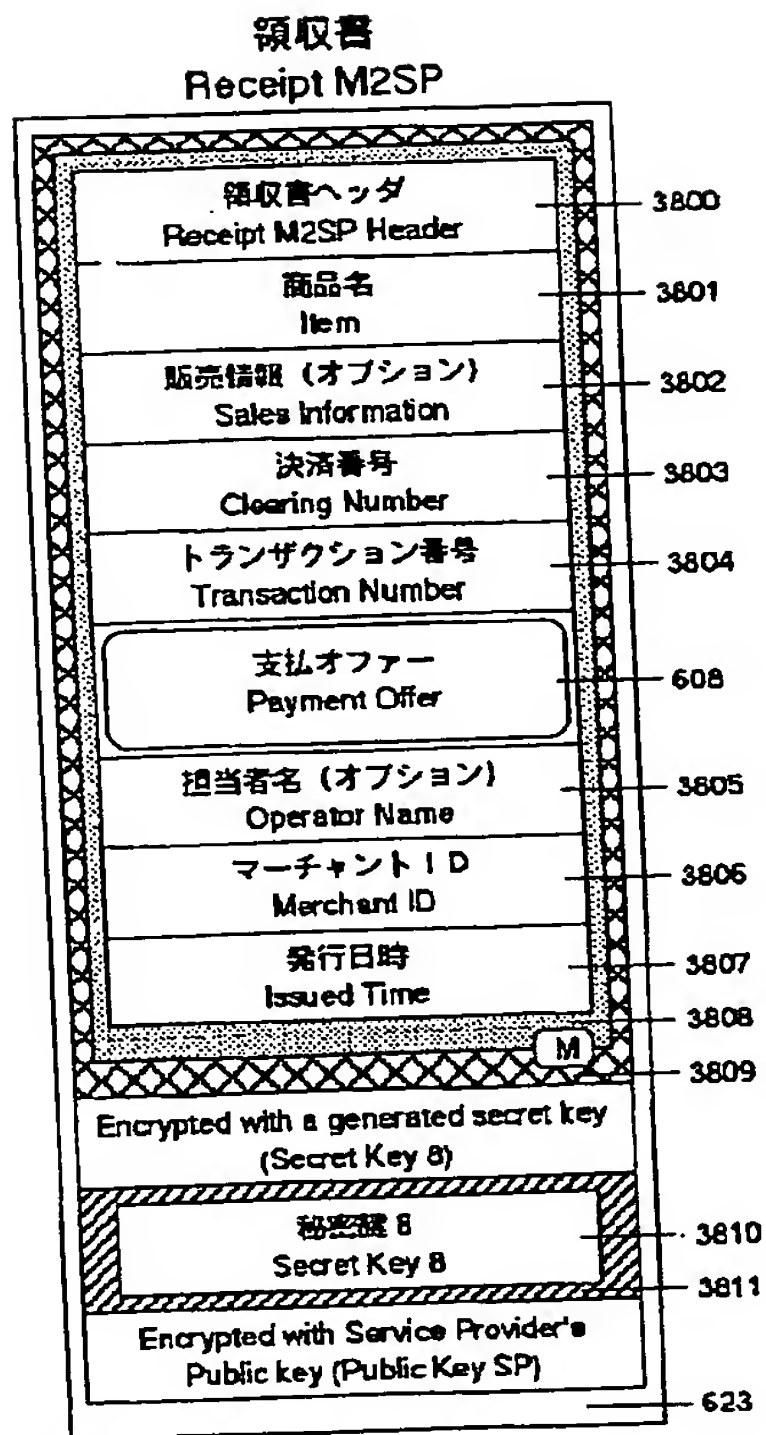 領収書
Receipt M2SP
領収書ヘッダ
Receipt M2SP Header
3800
商品名
Item
3801
販売情報（オプション）
Sales Information
3802
決済番号
Clearing Number
3803
トランザクション番号
Transaction Number
3804
支払オファー
Payment Offer
608
担当者名（オプション）
Operator Name
3805
マーチャントＩＤ
Merchant ID
3806
発行日時
Issued Time
3807
3808
M
3809
Encrypted with a generated secret key
(Secret Key 8)
秘密鍵 8
Secret Key 8
3810
3811
Encrypted with Service Provider's
Public key (Public Key SP)
623